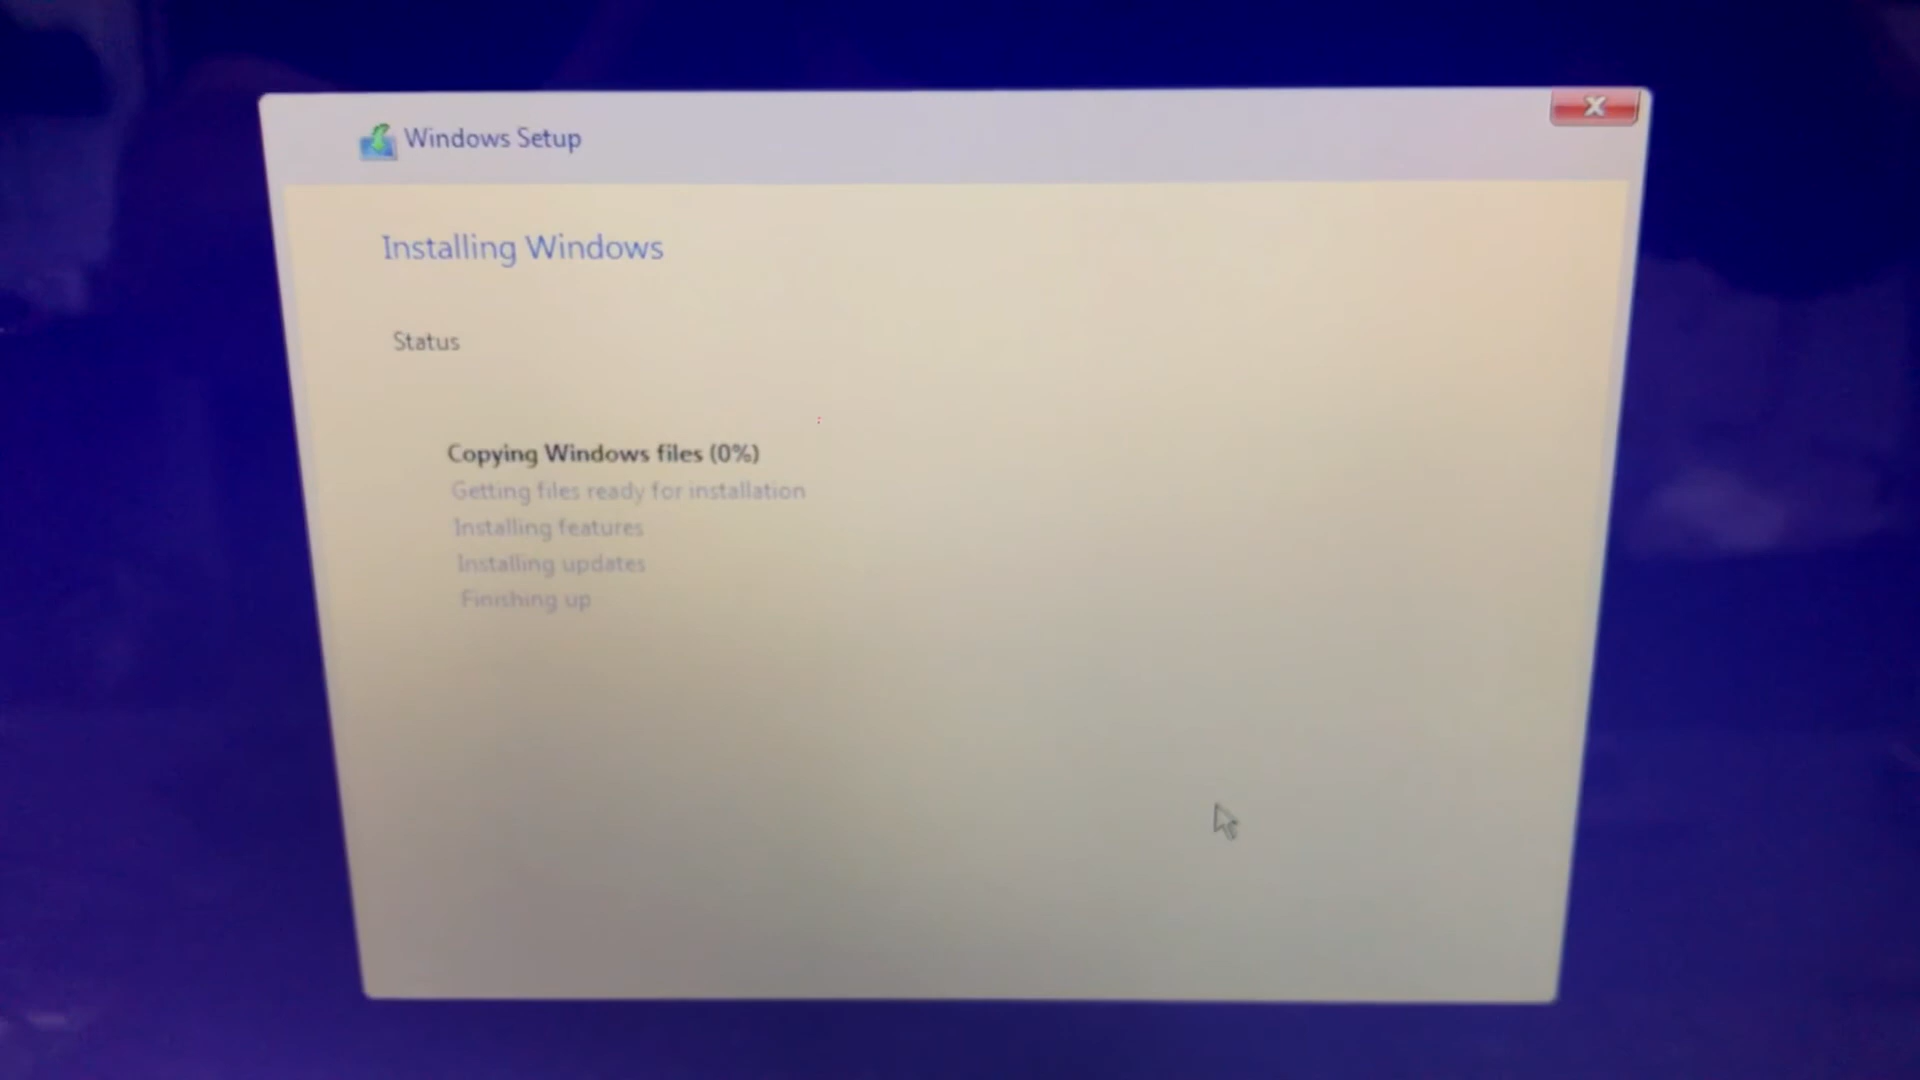 Windows Setup
Installing Windows
Status
Copying Windows files (0%)
Getting files ready for installation
Installing features
Installing updates
Finishing up